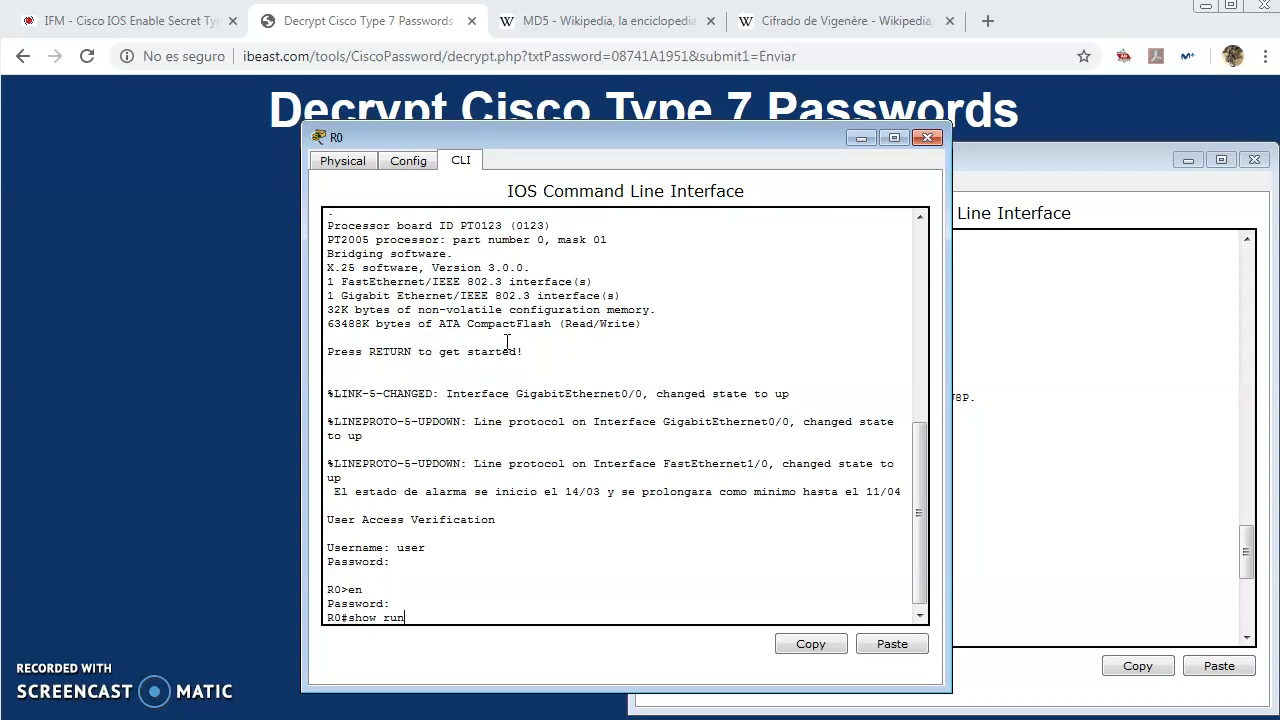 IFM - Cisco IOS Enable Secret Ty
Decrypt Cisco Type 7 Passwords
MD5 - Wikipedia, la enciclopedia
Cifrado de Vigenère - Wikipedia,
No es seguro
ibeast.com/tools/CiscoPassword/decrypt.php?txtPassword=08741A1951&submit1=Enviar
Decrypt Cisco Type 7 Passwords
R0
Physical
Config
CLI
IOS Command Line Interface
Line Interface
.
Processor board ID PT0123 (0123)
PT2005 processor: part number 0, mask 01
Bridging software.
X.25 software, Version 3.0.0.
1 FastEthernet/IEEE 802.3 interface(s)
1 Gigabit Ethernet/IEEE 802.3 interface(s)
32K bytes of non-volatile configuration memory.
63488K bytes of ATA CompactFlash (Read/Write)
Press RETURN to get started!
%LINK-5-CHANGED: Interface GigabitEthernet0/0, changed state to up
%LINEPROTO-5-UPDOWN: Line protocol on Interface GigabitEthernet0/0, changed state
to up
%LINEPROTO-5-UPDOWN: Line protocol on Interface FastEthernet1/0, changed state to
up
El estado de alarma se inicio el 14/03 y se prolongara como minimo hasta el 11/04
User Access Verification
Username: user
Password:
R0>en
Password:
R0#show run
Copy
Paste
Copy
Paste
RECORDED WITH
SCREENCAST MATIC